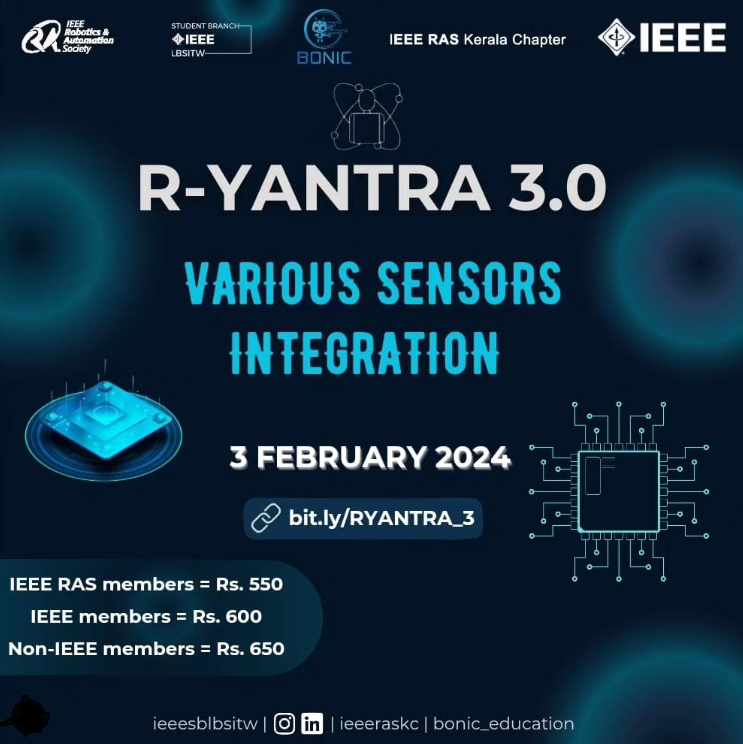 IEEE
Robotics &
Automation
Society
STUDENT BRANCH
IEEE
LBSITW
BONIC
IEEE RAS Kerala Chapter
IEEE
R-YANTRA 3.0
VARIOUS SENSORS
INTEGRATION
3 FEBRUARY 2024
bit.ly/RYANTRA_3
IEEE RAS members = Rs. 550
IEEE members = Rs. 600
Non-IEEE members = Rs. 650
ieeesblbsitw | in | ieeeraskc | bonic_education